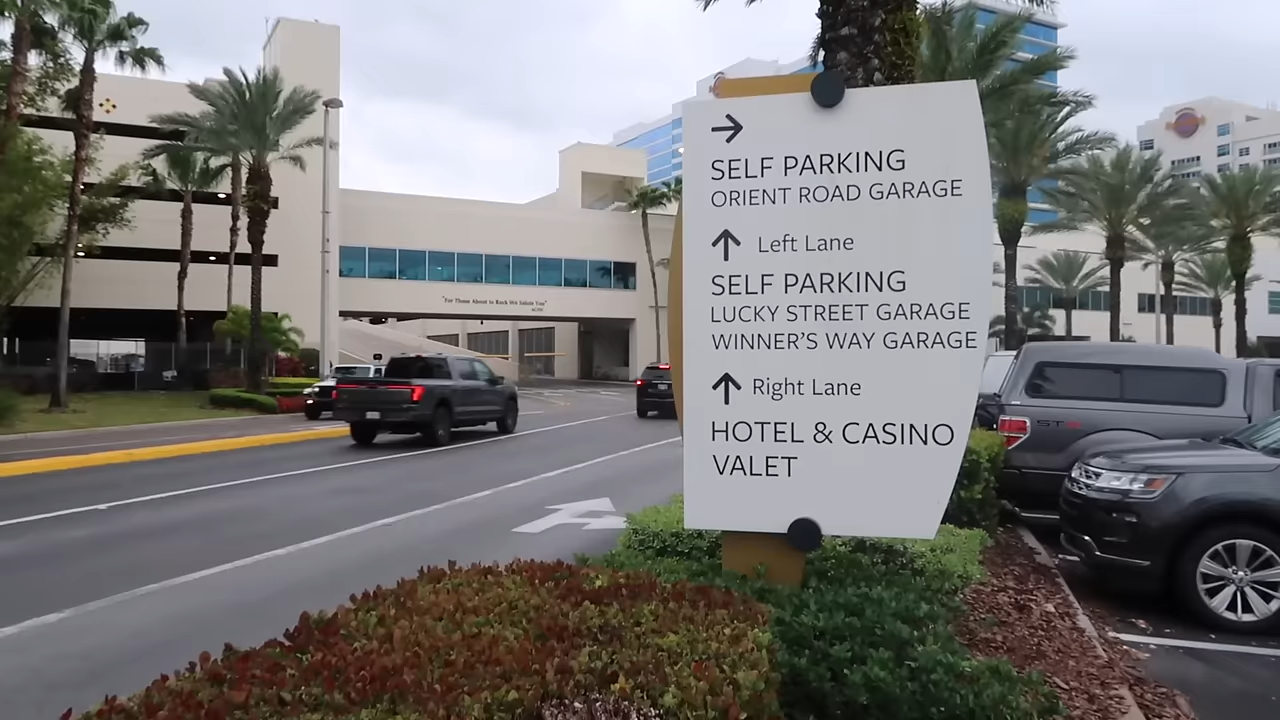 SELF PARKING
ORIENT ROAD GARAGE
Left Lane
SELF PARKING
LUCKY STREET GARAGE
WINNER'S WAY GARAGE
Right Lane
HOTEL & CASINO
VALET
"For Those About to Rock We Salute You"